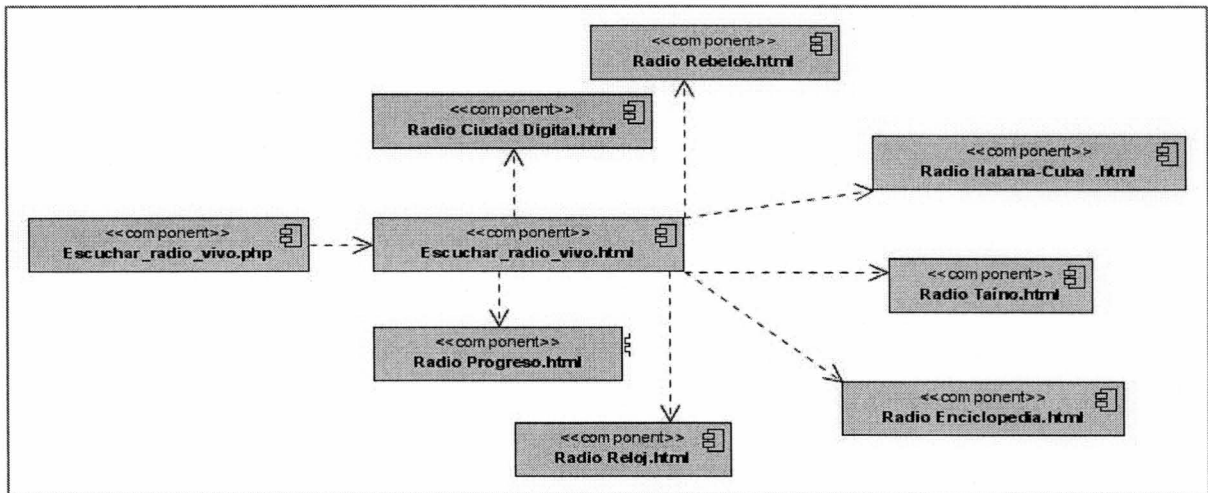 <<component>>
Radio Rebelde.html
<<component>>
Radio Ciudad Digital.html
<<component>>
Radio Habana-Cuba .html
<<component>>
Escuchar_radio_vivo.php
<<component>>
Escuchar_radio_vivo.html
<<component>>
Radio Taíno.html
<<component>>
Radio Progreso.html
<<component>>
Radio Enciclopedia.html
<<component>>
Radio Reloj.html